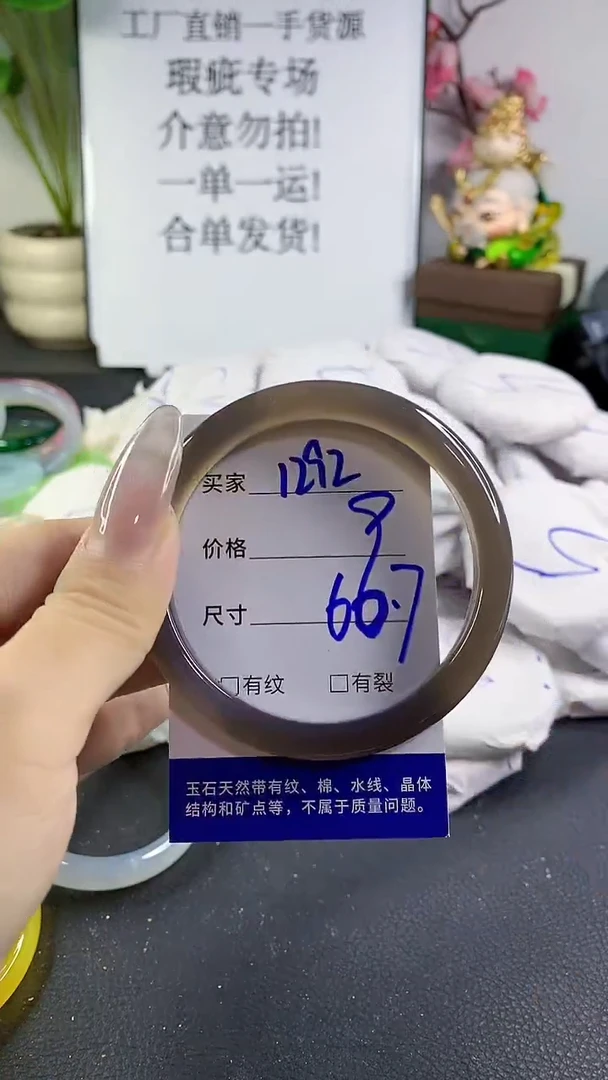 工厂直销一手货源
瑕疵专场
介意勿拍!
一单一运!
合单发货!
买家 1292
价格
尺寸 60.7
□有纹 □有裂
玉石天然带有纹、棉、水线、晶体
结构和矿点等，不属于质量问题。